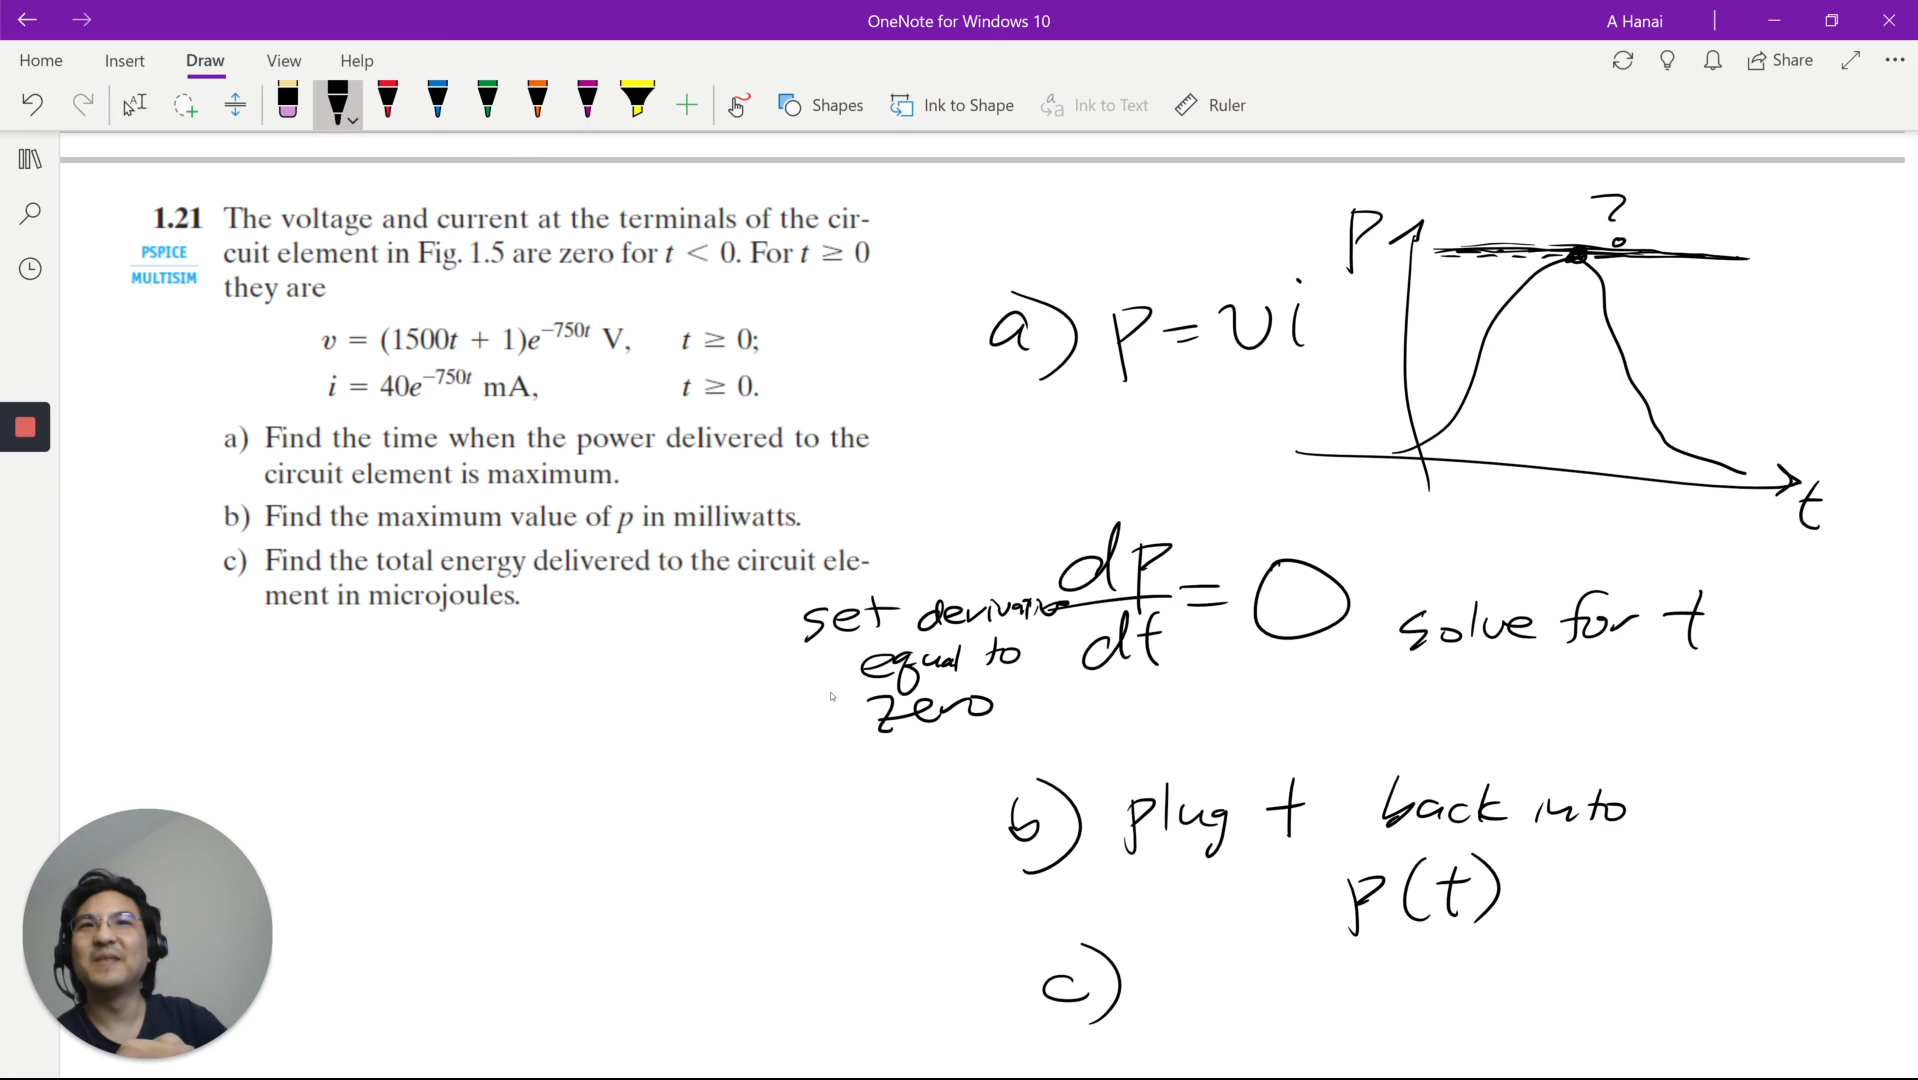 OneNote for Windows 10
A Hanai
Home Insert Draw View Help
Share
Shapes
Ink to Shape
Ink to Text
Ruler
1.21 The voltage and current at the terminals of the cir-
PSPICE
MULTISIM
cuit element in Fig. 1.5 are zero for t < 0. For t ≥ 0
they are
v = (1500t + 1)e^{-750t} V, t ≥ 0;
i = 40e^{-750t} mA, t ≥ 0.
a) Find the time when the power delivered to the
circuit element is maximum.
b) Find the maximum value of p in milliwatts.
c) Find the total energy delivered to the circuit ele-
ment in microjoules.
a) p = vi
P
?
t
set derivative
equal to
zero
dp/dt = 0 solve for t
b) plug t back into
p(t)
c)